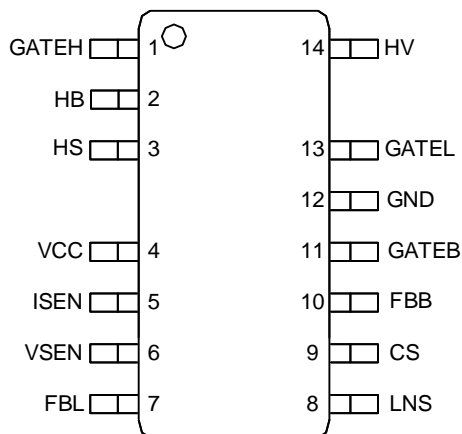 GATEH 1 14 HV
HB 2
HS 3 13 GATEL
12 GND
VCC 4 11 GATEB
ISEN 5 10 FBB
VSEN 6 9 CS
FBL 7 8 LNS